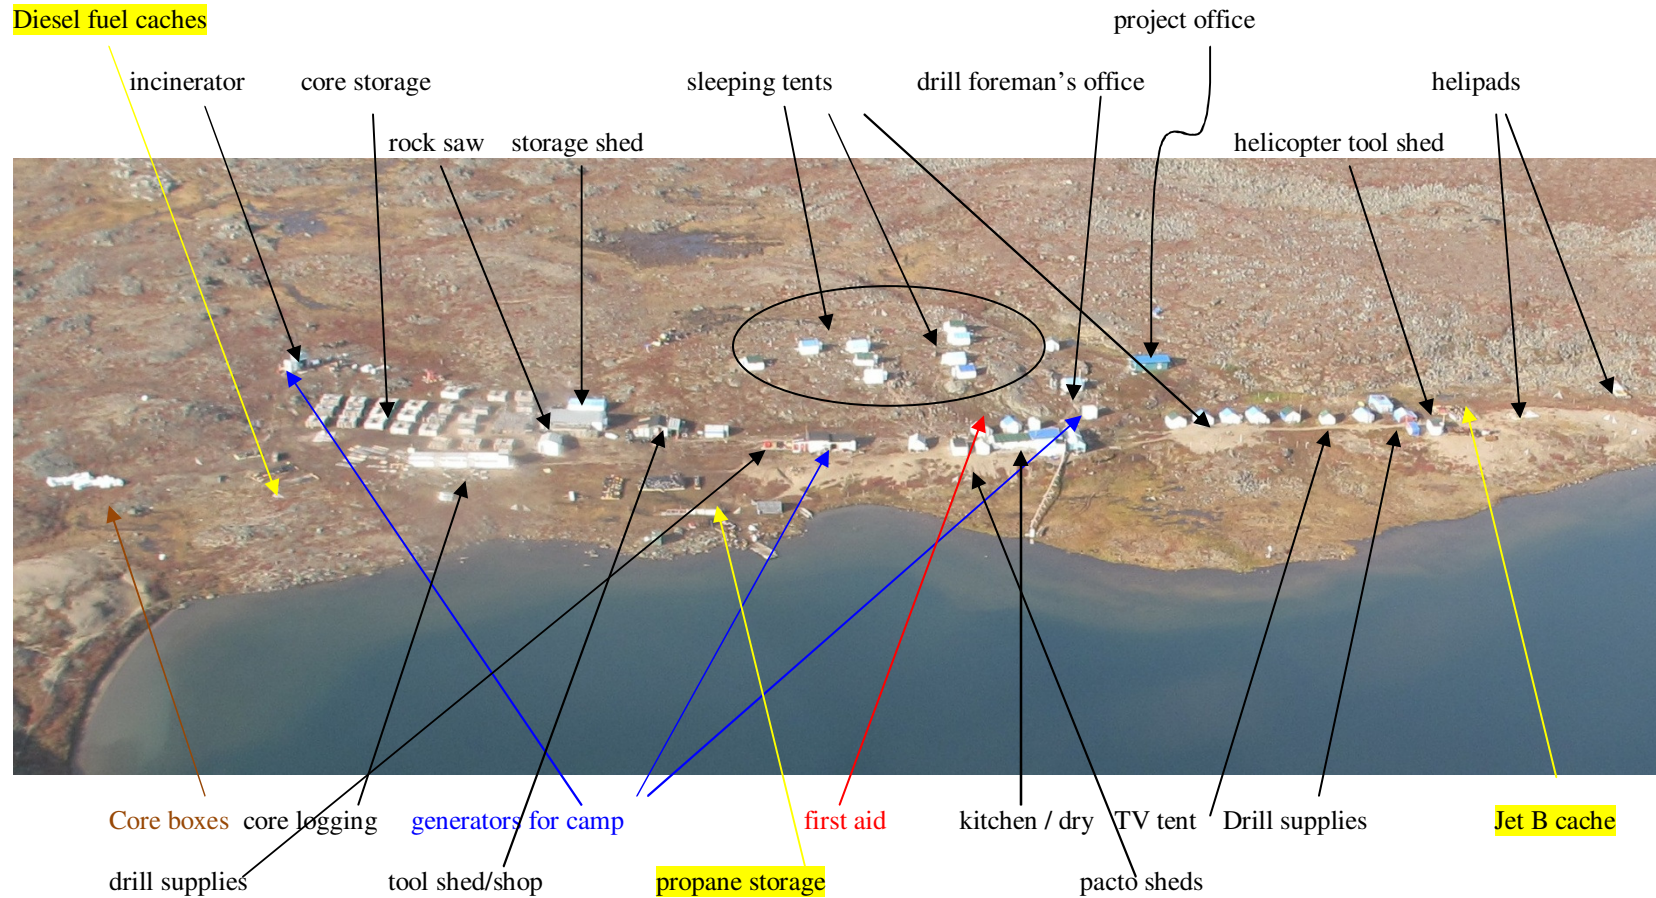 Diesel fuel caches
project office
incinerator
core storage
sleeping tents
drill foreman's office
helipads
rock saw
storage shed
helicopter tool shed
Core boxes
core logging
generators for camp
first aid
kitchen / dry
TV tent
Drill supplies
Jet B cache
drill supplies
tool shed/shop
propane storage
pacto sheds